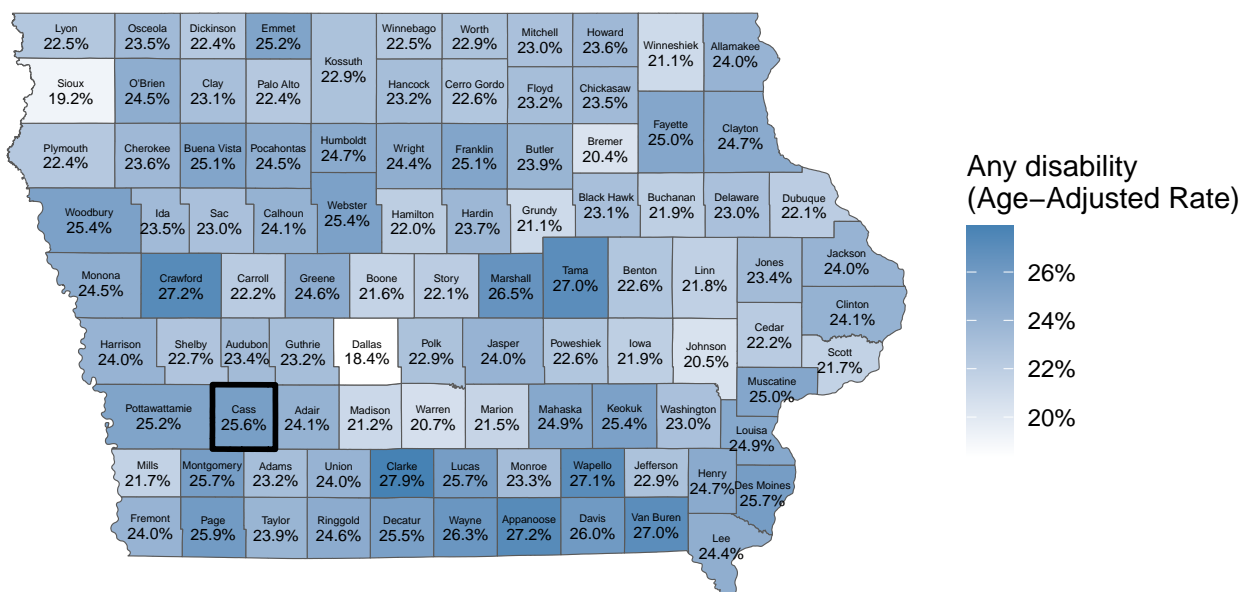 Lyon
22.5%
Osceola
23.5%
Dickinson
22.4%
Emmet
25.2%
Kossuth
22.9%
Winnebago
22.5%
Worth
22.9%
Mitchell
23.0%
Howard
23.6%
Winneshiek
21.1%
Allamakee
24.0%
Sioux
19.2%
O'Brien
24.5%
Clay
23.1%
Palo Alto
22.4%
Hancock
23.2%
Cerro Gordo
22.6%
Floyd
23.2%
Chickasaw
23.5%
Plymouth
22.4%
Cherokee
23.6%
Buena Vista
25.1%
Pocahontas
24.5%
Humboldt
24.7%
Wright
24.4%
Franklin
25.1%
Butler
23.9%
Bremer
20.4%
Fayette
25.0%
Clayton
24.7%
Woodbury
25.4%
Ida
23.5%
Sac
23.0%
Calhoun
24.1%
Webster
25.4%
Hamilton
22.0%
Hardin
23.7%
Grundy
21.1%
Black Hawk
23.1%
Buchanan
21.9%
Delaware
23.0%
Dubuque
22.1%
Monona
24.5%
Crawford
27.2%
Carroll
22.2%
Greene
24.6%
Boone
21.6%
Story
22.1%
Marshall
26.5%
Tama
27.0%
Benton
22.6%
Linn
21.8%
Jones
23.4%
Jackson
24.0%
Clinton
24.1%
Harrison
24.0%
Shelby
22.7%
Audubon
23.4%
Guthrie
23.2%
Dallas
18.4%
Polk
22.9%
Jasper
24.0%
Poweshiek
22.6%
Iowa
21.9%
Johnson
20.5%
Cedar
22.2%
Scott
21.7%
Muscatine
25.0%
Pottawattamie
25.2%
Cass
25.6%
Adair
24.1%
Madison
21.2%
Warren
20.7%
Marion
21.5%
Mahaska
24.9%
Keokuk
25.4%
Washington
23.0%
Louisa
24.9%
Mills
21.7%
Montgomery
25.7%
Adams
23.2%
Union
24.0%
Clarke
27.9%
Lucas
25.7%
Monroe
23.3%
Wapello
27.1%
Jefferson
22.9%
Henry
24.7%
Des Moines
25.7%
Fremont
24.0%
Page
25.9%
Taylor
23.9%
Ringgold
24.6%
Decatur
25.5%
Wayne
26.3%
Appanoose
27.2%
Davis
26.0%
Van Buren
27.0%
Lee
24.4%
Any disability
(Age−Adjusted Rate)
26%
24%
22%
20%